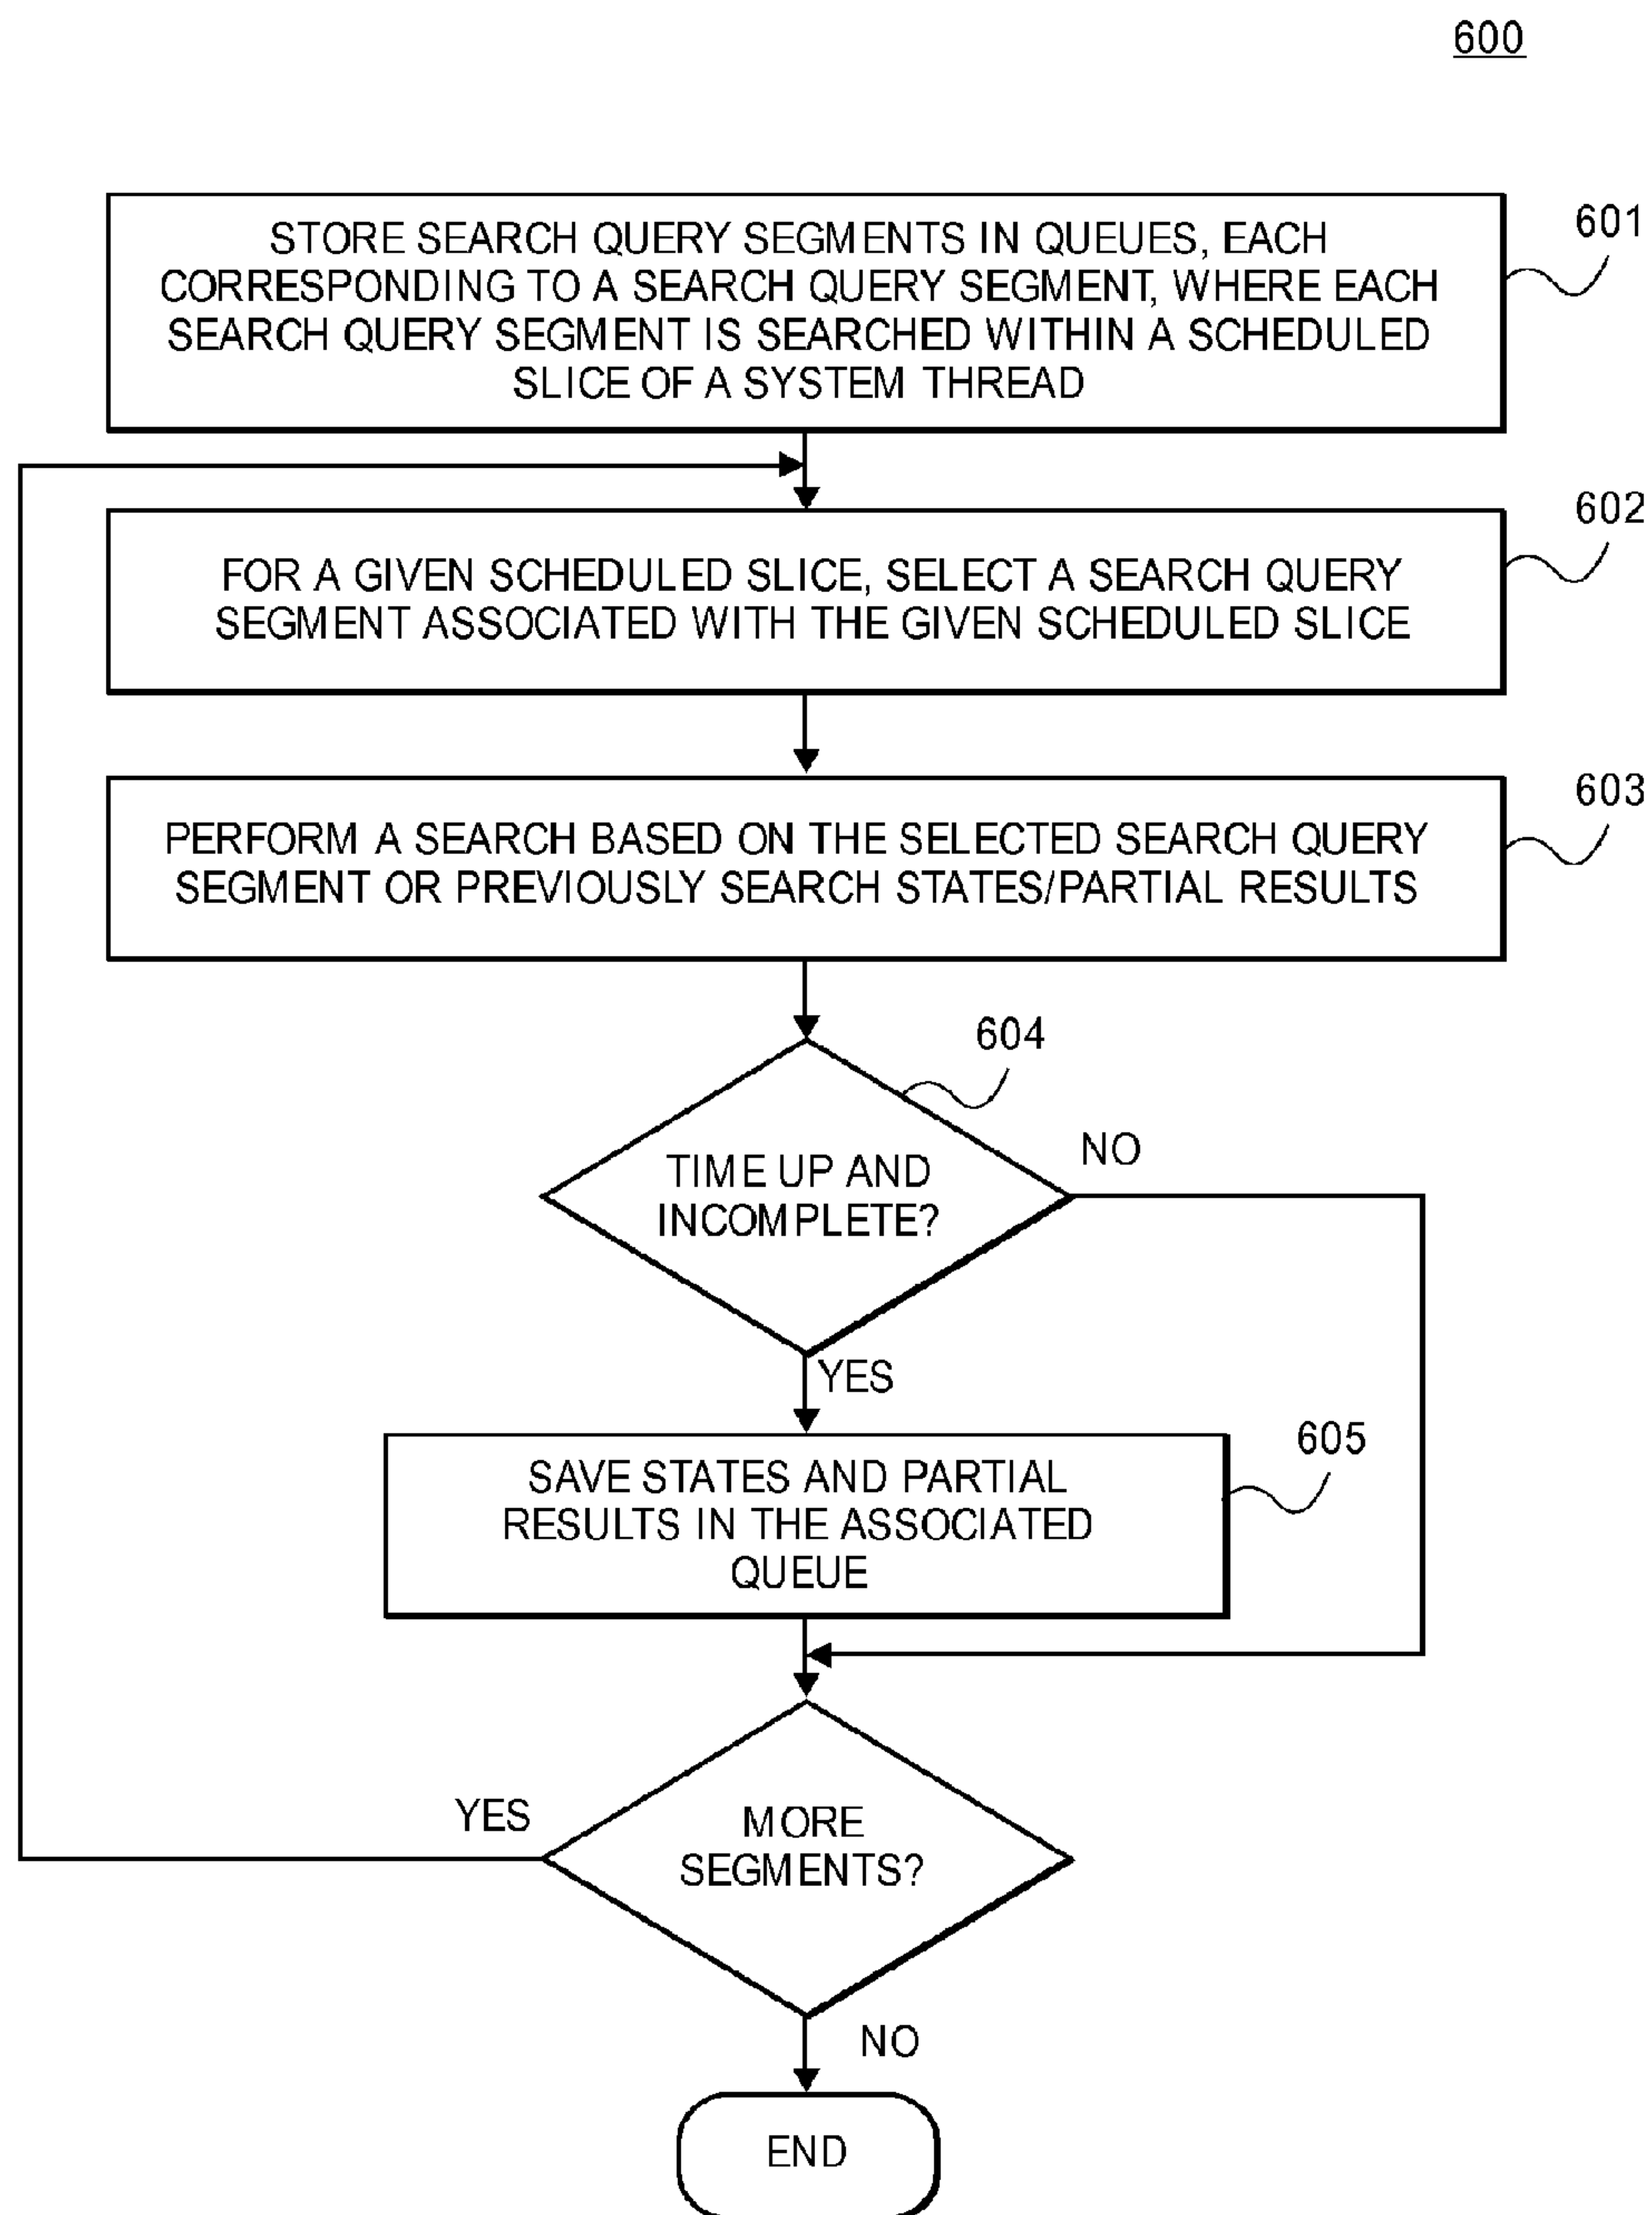 600
STORE SEARCH QUERY SEGMENTS IN QUEUES, EACH
CORRESPONDING TO A SEARCH QUERY SEGMENT, WHERE EACH
SEARCH QUERY SEGMENT IS SEARCHED WITHIN A SCHEDULED
SLICE OF A SYSTEM THREAD
601
FOR A GIVEN SCHEDULED SLICE, SELECT A SEARCH QUERY
SEGMENT ASSOCIATED WITH THE GIVEN SCHEDULED SLICE
602
PERFORM A SEARCH BASED ON THE SELECTED SEARCH QUERY
SEGMENT OR PREVIOUSLY SEARCH STATES/PARTIAL RESULTS
603
604
TIME UP AND
INCOMPLETE?
NO
YES
SAVE STATES AND PARTIAL
RESULTS IN THE ASSOCIATED
QUEUE
605
MORE
SEGMENTS?
YES
NO
END